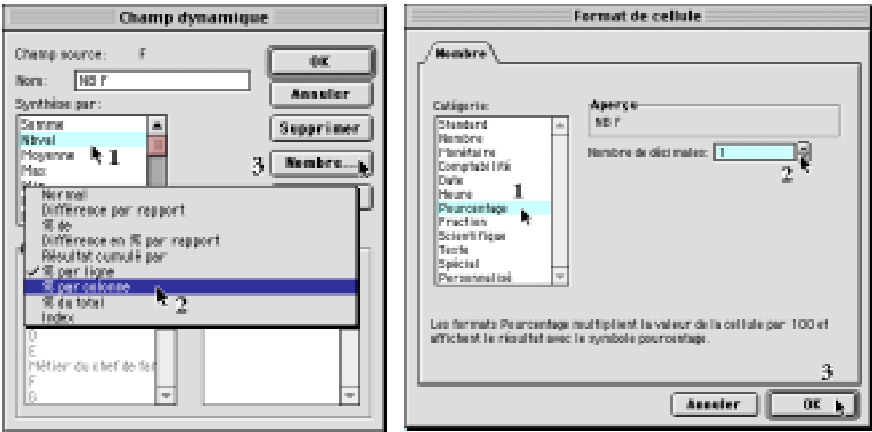 Champ dynamique
Champ source: F
Nom: NB F
Synthèse par:
Somme
Nbval
Moyenne
Max
Min
1
OK
Annuler
Supprimer
3 Nombre...
Normal
Différence par rapport
% de
Différence en % par rapport
Résultat cumulé par
✓ % par ligne
% par colonne
2
% du total
Index
D
E
Métier du chef de fam
F
G
Format de cellule
Nombre
Catégorie:
Standard
Nombre
Monétaire
Comptabilité
Date
Heure
Pourcentage
Fraction
Scientifique
Texte
Spécial
Personnalisé
1
Aperçu
NB F
Nombre de décimales: 1
2
Les formats Pourcentage multiplient la valeur de la cellule par 100 et
affichent le résultat avec le symbole pourcentage.
3
Annuler
OK